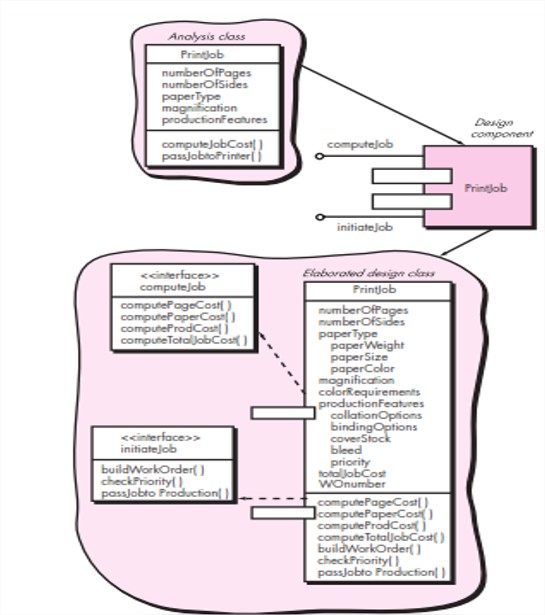 Analysis class
PrintJob
numberOfPages
numberOfSides
paperType
magnification
productionFeatures
computeJobCost( )
passJobtoPrinter( )
Design
component
computeJob
PrintJob
initiateJob
<<interface>>
computeJob
computePageCost( )
computePaperCost( )
computeProdCost( )
computeTotalJobCost( )
<<interface>>
initiateJob
buildWorkOrder( )
checkPriority( )
passJobto Production( )
Elaborated design class
PrintJob
numberOfPages
numberOfSides
paperType
paperWeight
paperSize
paperColor
magnification
colorRequirements
productionFeatures
collationOptions
bindingOptions
coverStock
bleed
priority
totalJobCost
WOnumber
computePageCost( )
computePaperCost( )
computeProdCost( )
computeTotalJobCost( )
buildWorkOrder( )
checkPriority( )
passJobto Production( )